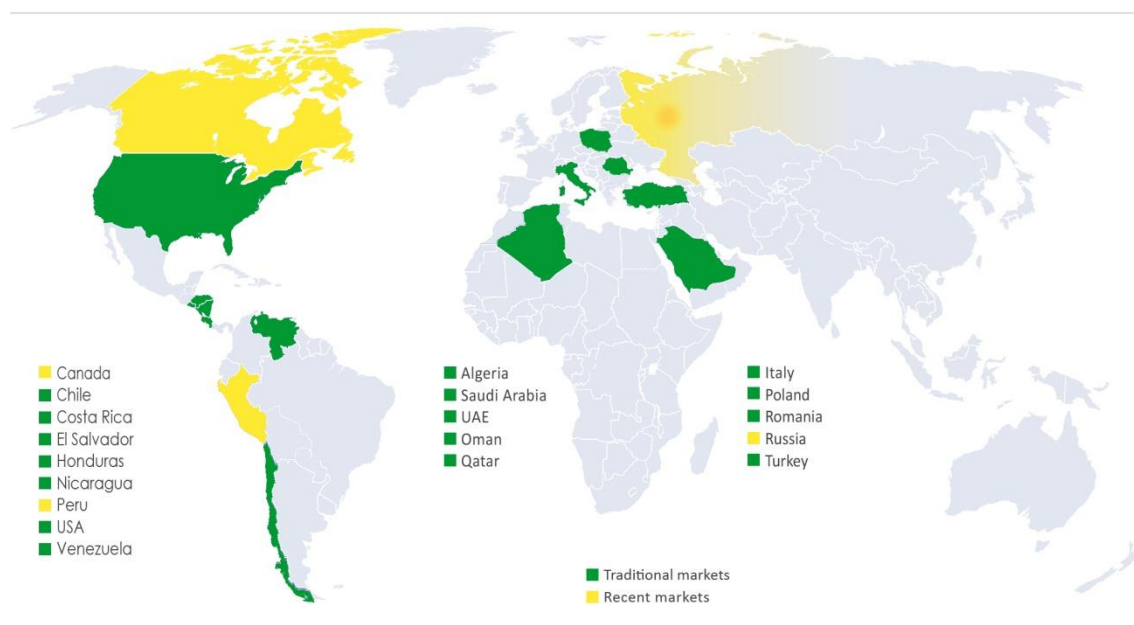 Canada
Chile
Costa Rica
El Salvador
Honduras
Nicaragua
Peru
USA
Venezuela
Algeria
Saudi Arabia
UAE
Oman
Qatar
Italy
Poland
Romania
Russia
Turkey
Traditional markets
Recent markets